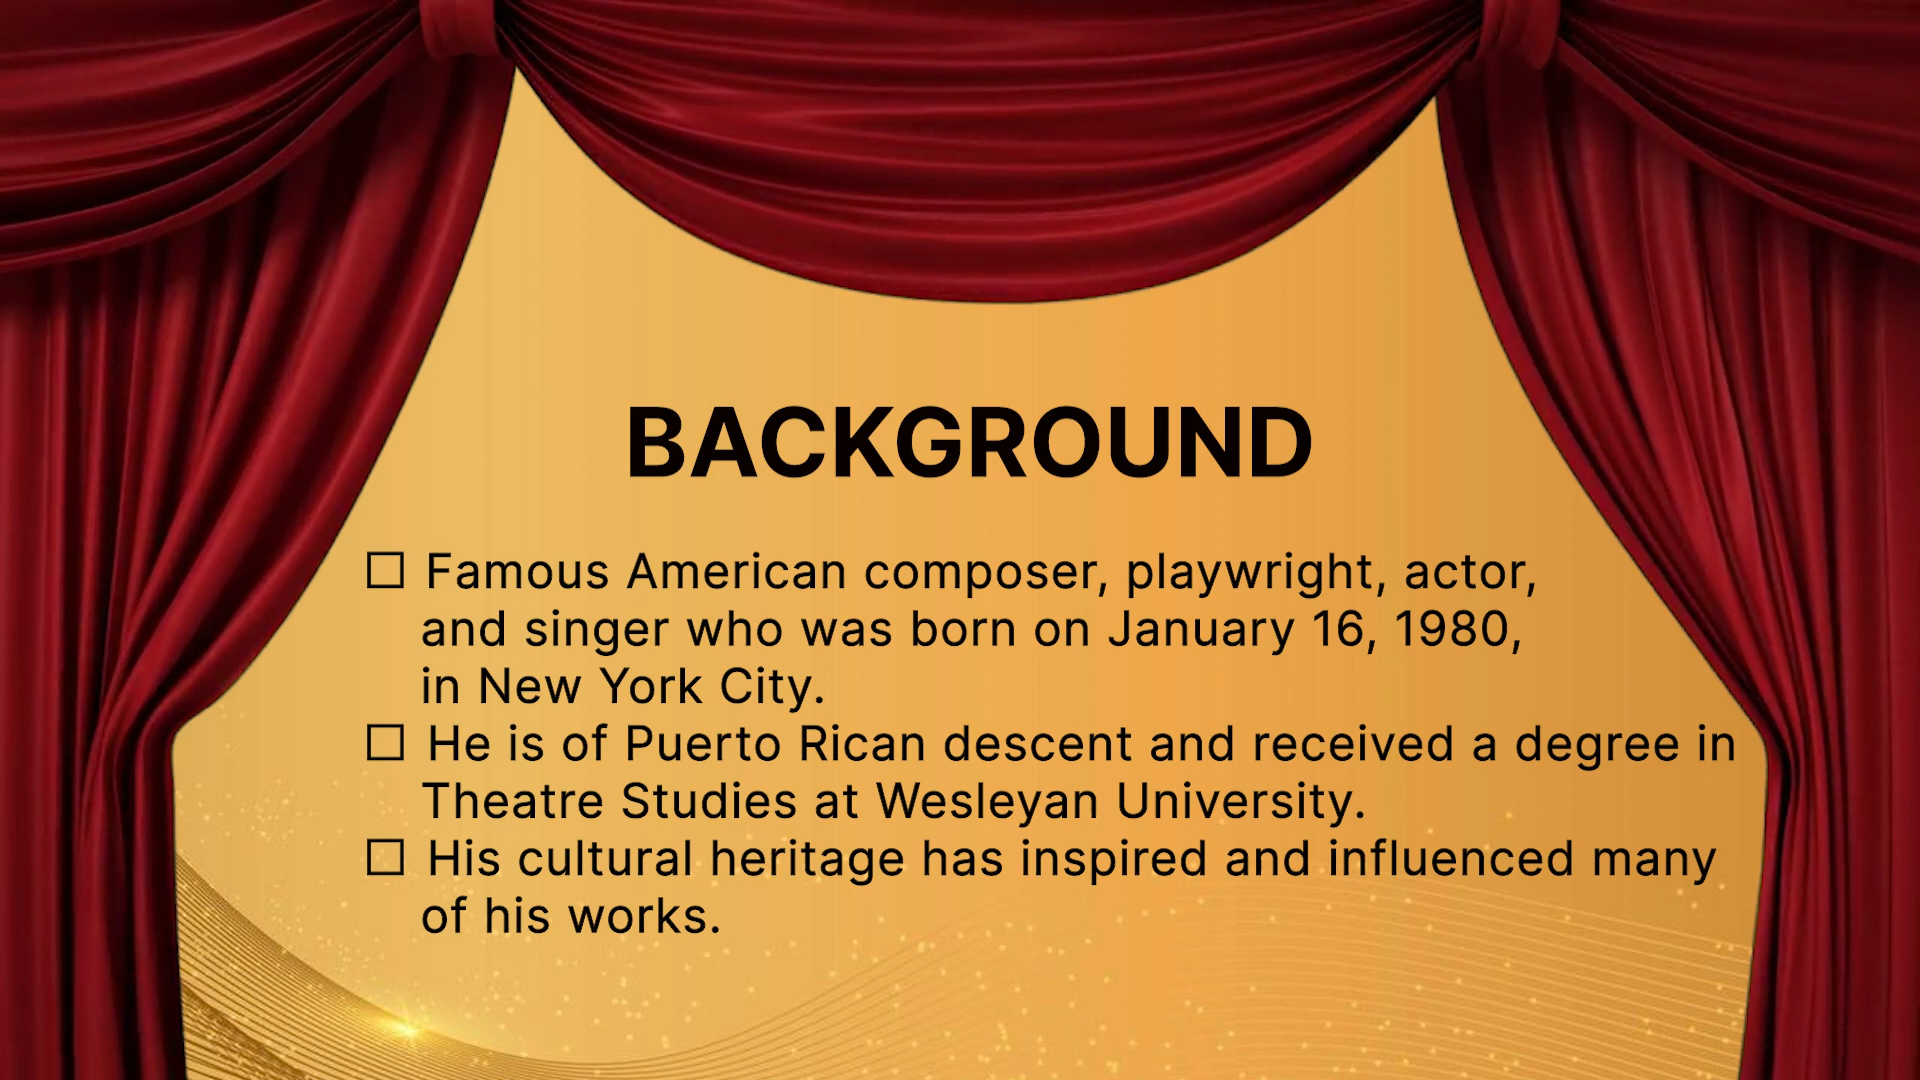 BACKGROUND
☐ Famous American composer, playwright, actor,
and singer who was born on January 16, 1980,
in New York City.
☐ He is of Puerto Rican descent and received a degree in
Theatre Studies at Wesleyan University.
☐ His cultural heritage has inspired and influenced many
of his works.